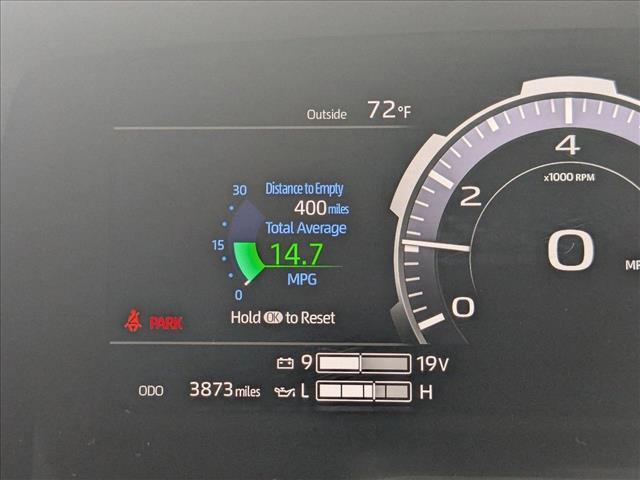 Outside 72°F
30 Distance to Empty
400 miles
Total Average
15 14.7
MPG
0
Hold OK to Reset
PARK
9 19V
ODO 3873 miles L H
4
x1000 RPM
2
0
0